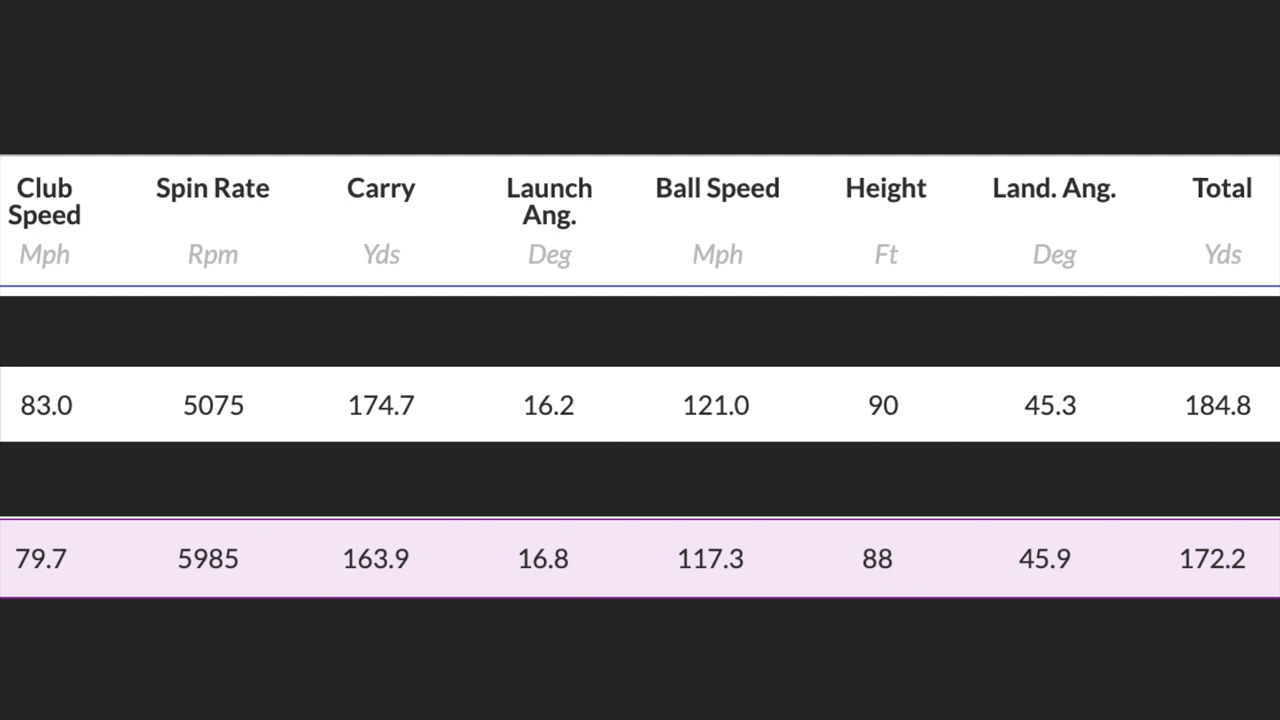 Club Speed Spin Rate Carry Launch Ang. Ball Speed Height Land. Ang. Total
Mph Rpm Yds Deg Mph Ft Deg Yds
83.0 5075 174.7 16.2 121.0 90 45.3 184.8
79.7 5985 163.9 16.8 117.3 88 45.9 172.2